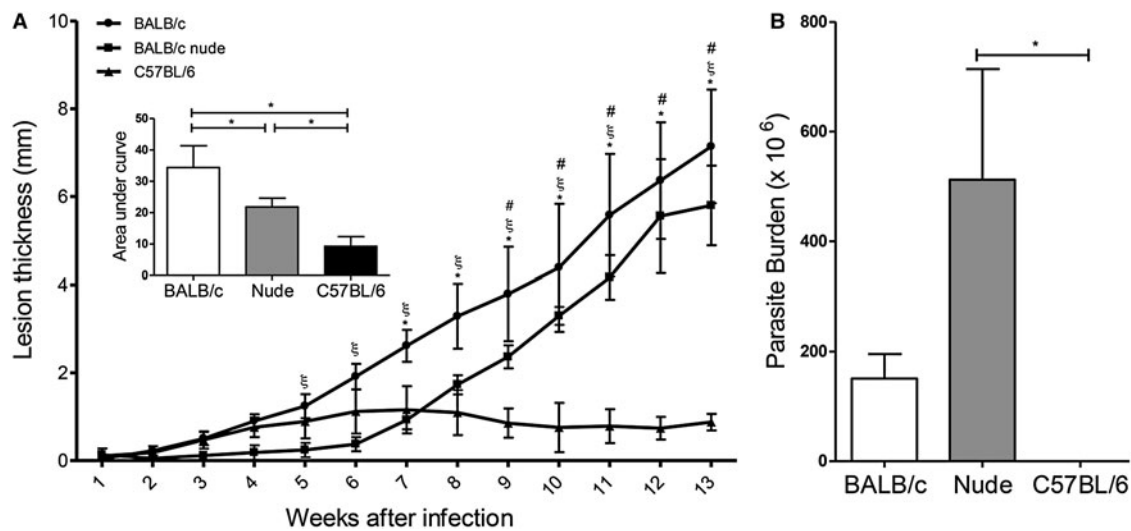 A
BALB/c
BALB/c nude
C57BL/6
Lesion thickness (mm)
10
8
6
4
2
0
Area under curve
50
40
30
20
10
0
* 
* *
BALB/c Nude C57BL/6
ξ
ξ
*ξ
*ξ
#
*ξ
#
*ξ
#
*ξ
#
*
#
*ξ
1 2 3 4 5 6 7 8 9 10 11 12 13
Weeks after infection
B
Parasite Burden (x 10 6)
800
600
400
200
0
*
BALB/c Nude C57BL/6